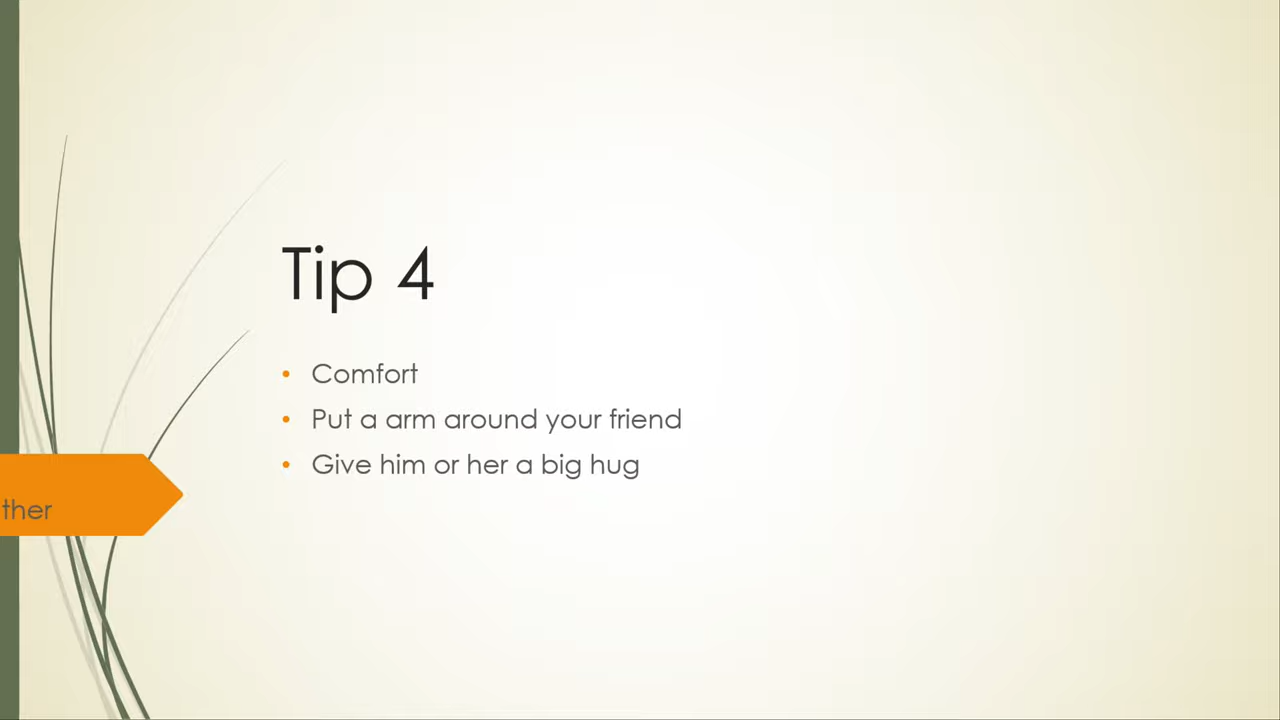 Tip 4
Comfort
Put a arm around your friend
Give him or her a big hug
ther